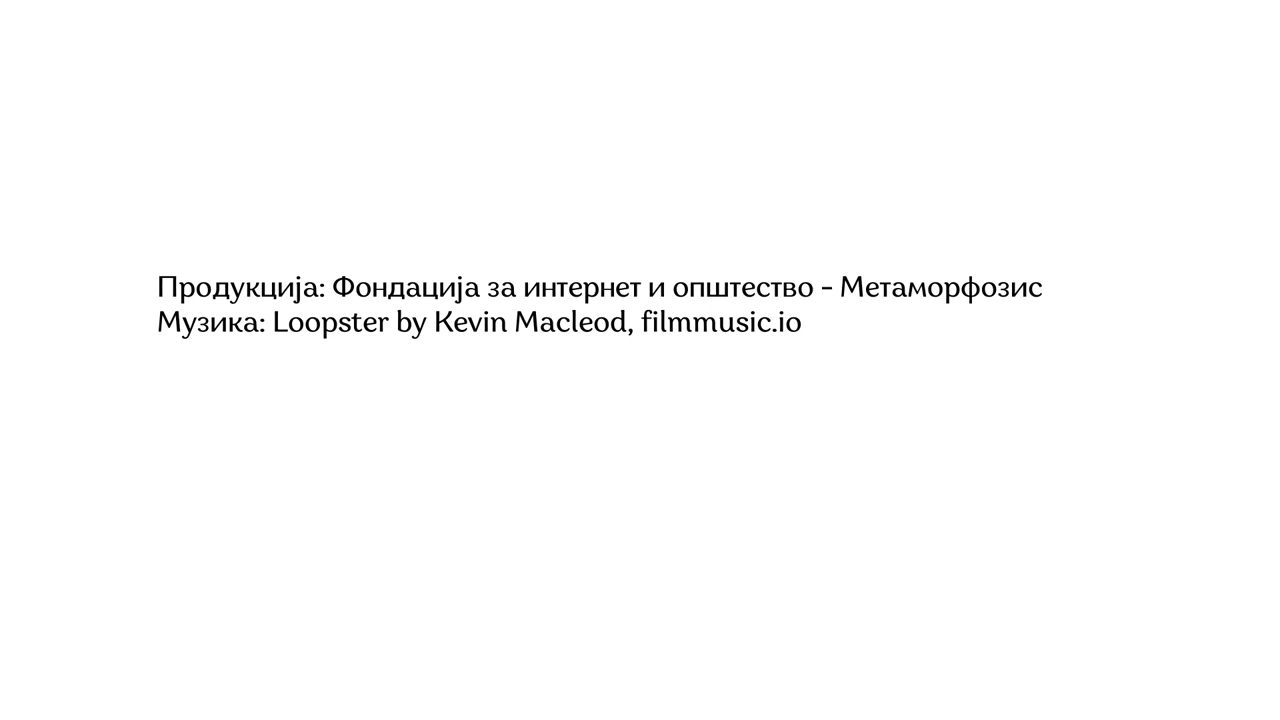 Продукција: Фондација за интернет и општество - Метаморфозис
Музика: Loopster by Kevin Macleod, filmmusic.io